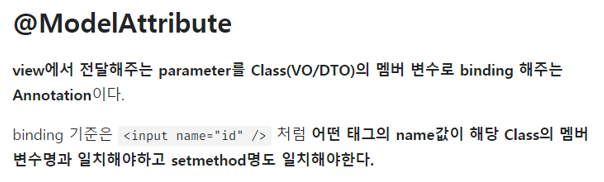 @ModelAttribute
view에서 전달해주는 parameter를 Class(VO/DTO)의 멤버 변수로 binding 해주는
Annotation이다.
binding 기준은 <input name="id" /> 처럼 어떤 태그의 name값이 해당 Class의 멤버
변수명과 일치해야하고 setmethod명도 일치해야한다.